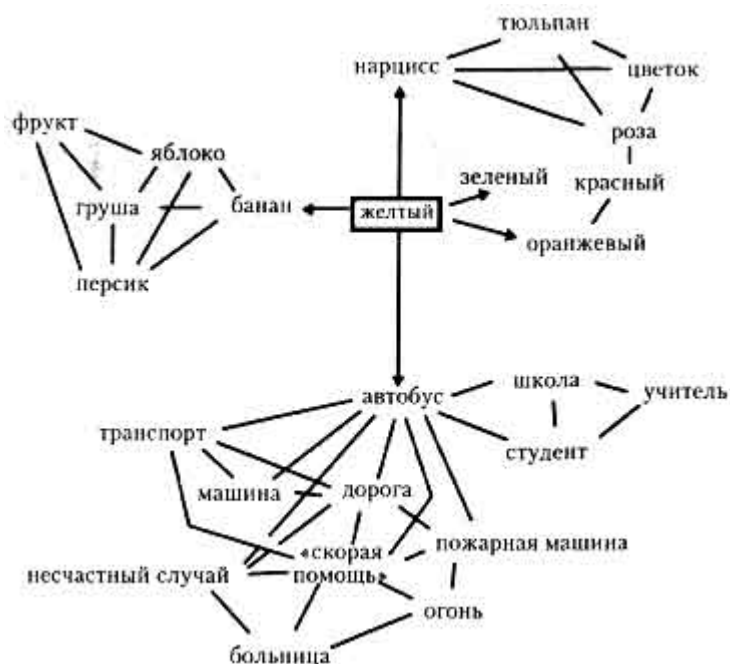 тюльпан
нарцисс
цветок
фрукт
роза
яблоко
зеленый
красный
груша
банан
желтый
оранжевый
персик
школа
автобус
учитель
транспорт
студент
машина
дорога
«скорая
помощь»
пожарная машина
несчастный случай
огонь
больница